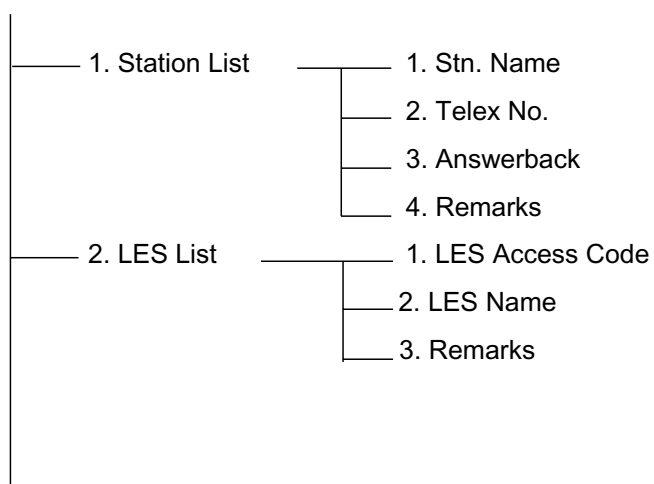 1. Station List
1. Stn. Name
2. Telex No.
3. Answerback
4. Remarks
2. LES List
1. LES Access Code
2. LES Name
3. Remarks